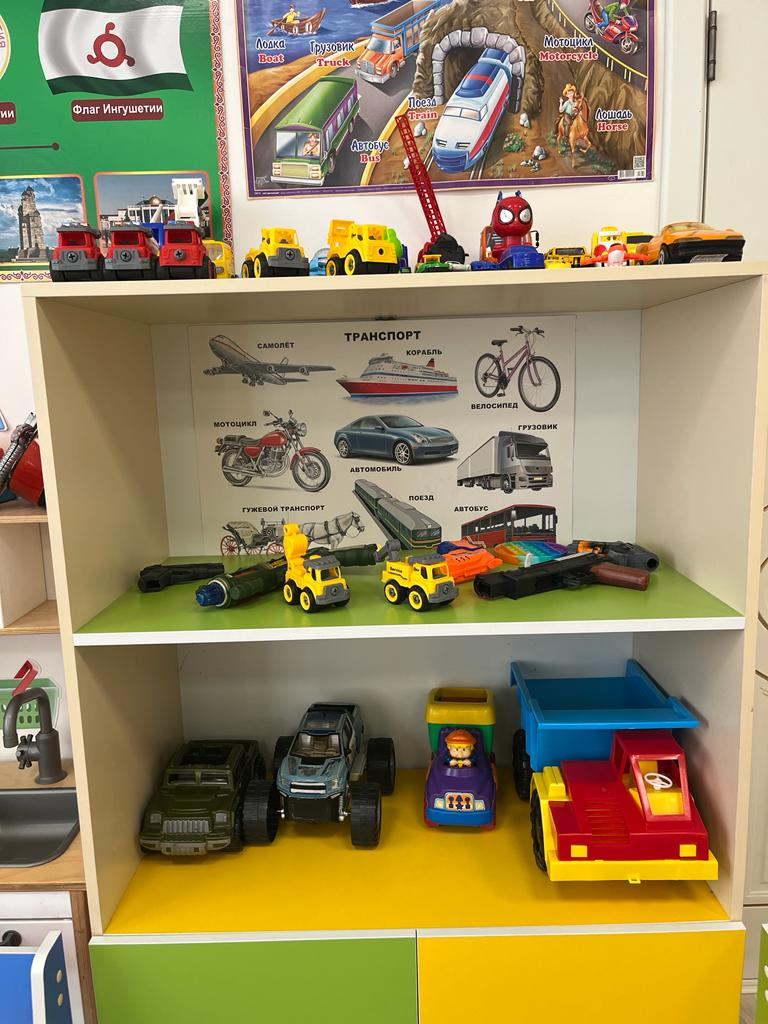 Флаг Ингушетии
ии
Лодка
Boat
Грузовик
Truck
Мотоцикл
Motorcycle
Поезд
Train
Лошадь
Horse
Автобус
Bus
ТРАНСПОРТ
САМОЛЁТ
КОРАБЛЬ
ВЕЛОСИПЕД
МОТОЦИКЛ
АВТОМОБИЛЬ
ГРУЗОВИК
ГУЖЕВОЙ ТРАНСПОРТ
ПОЕЗД
АВТОБУС